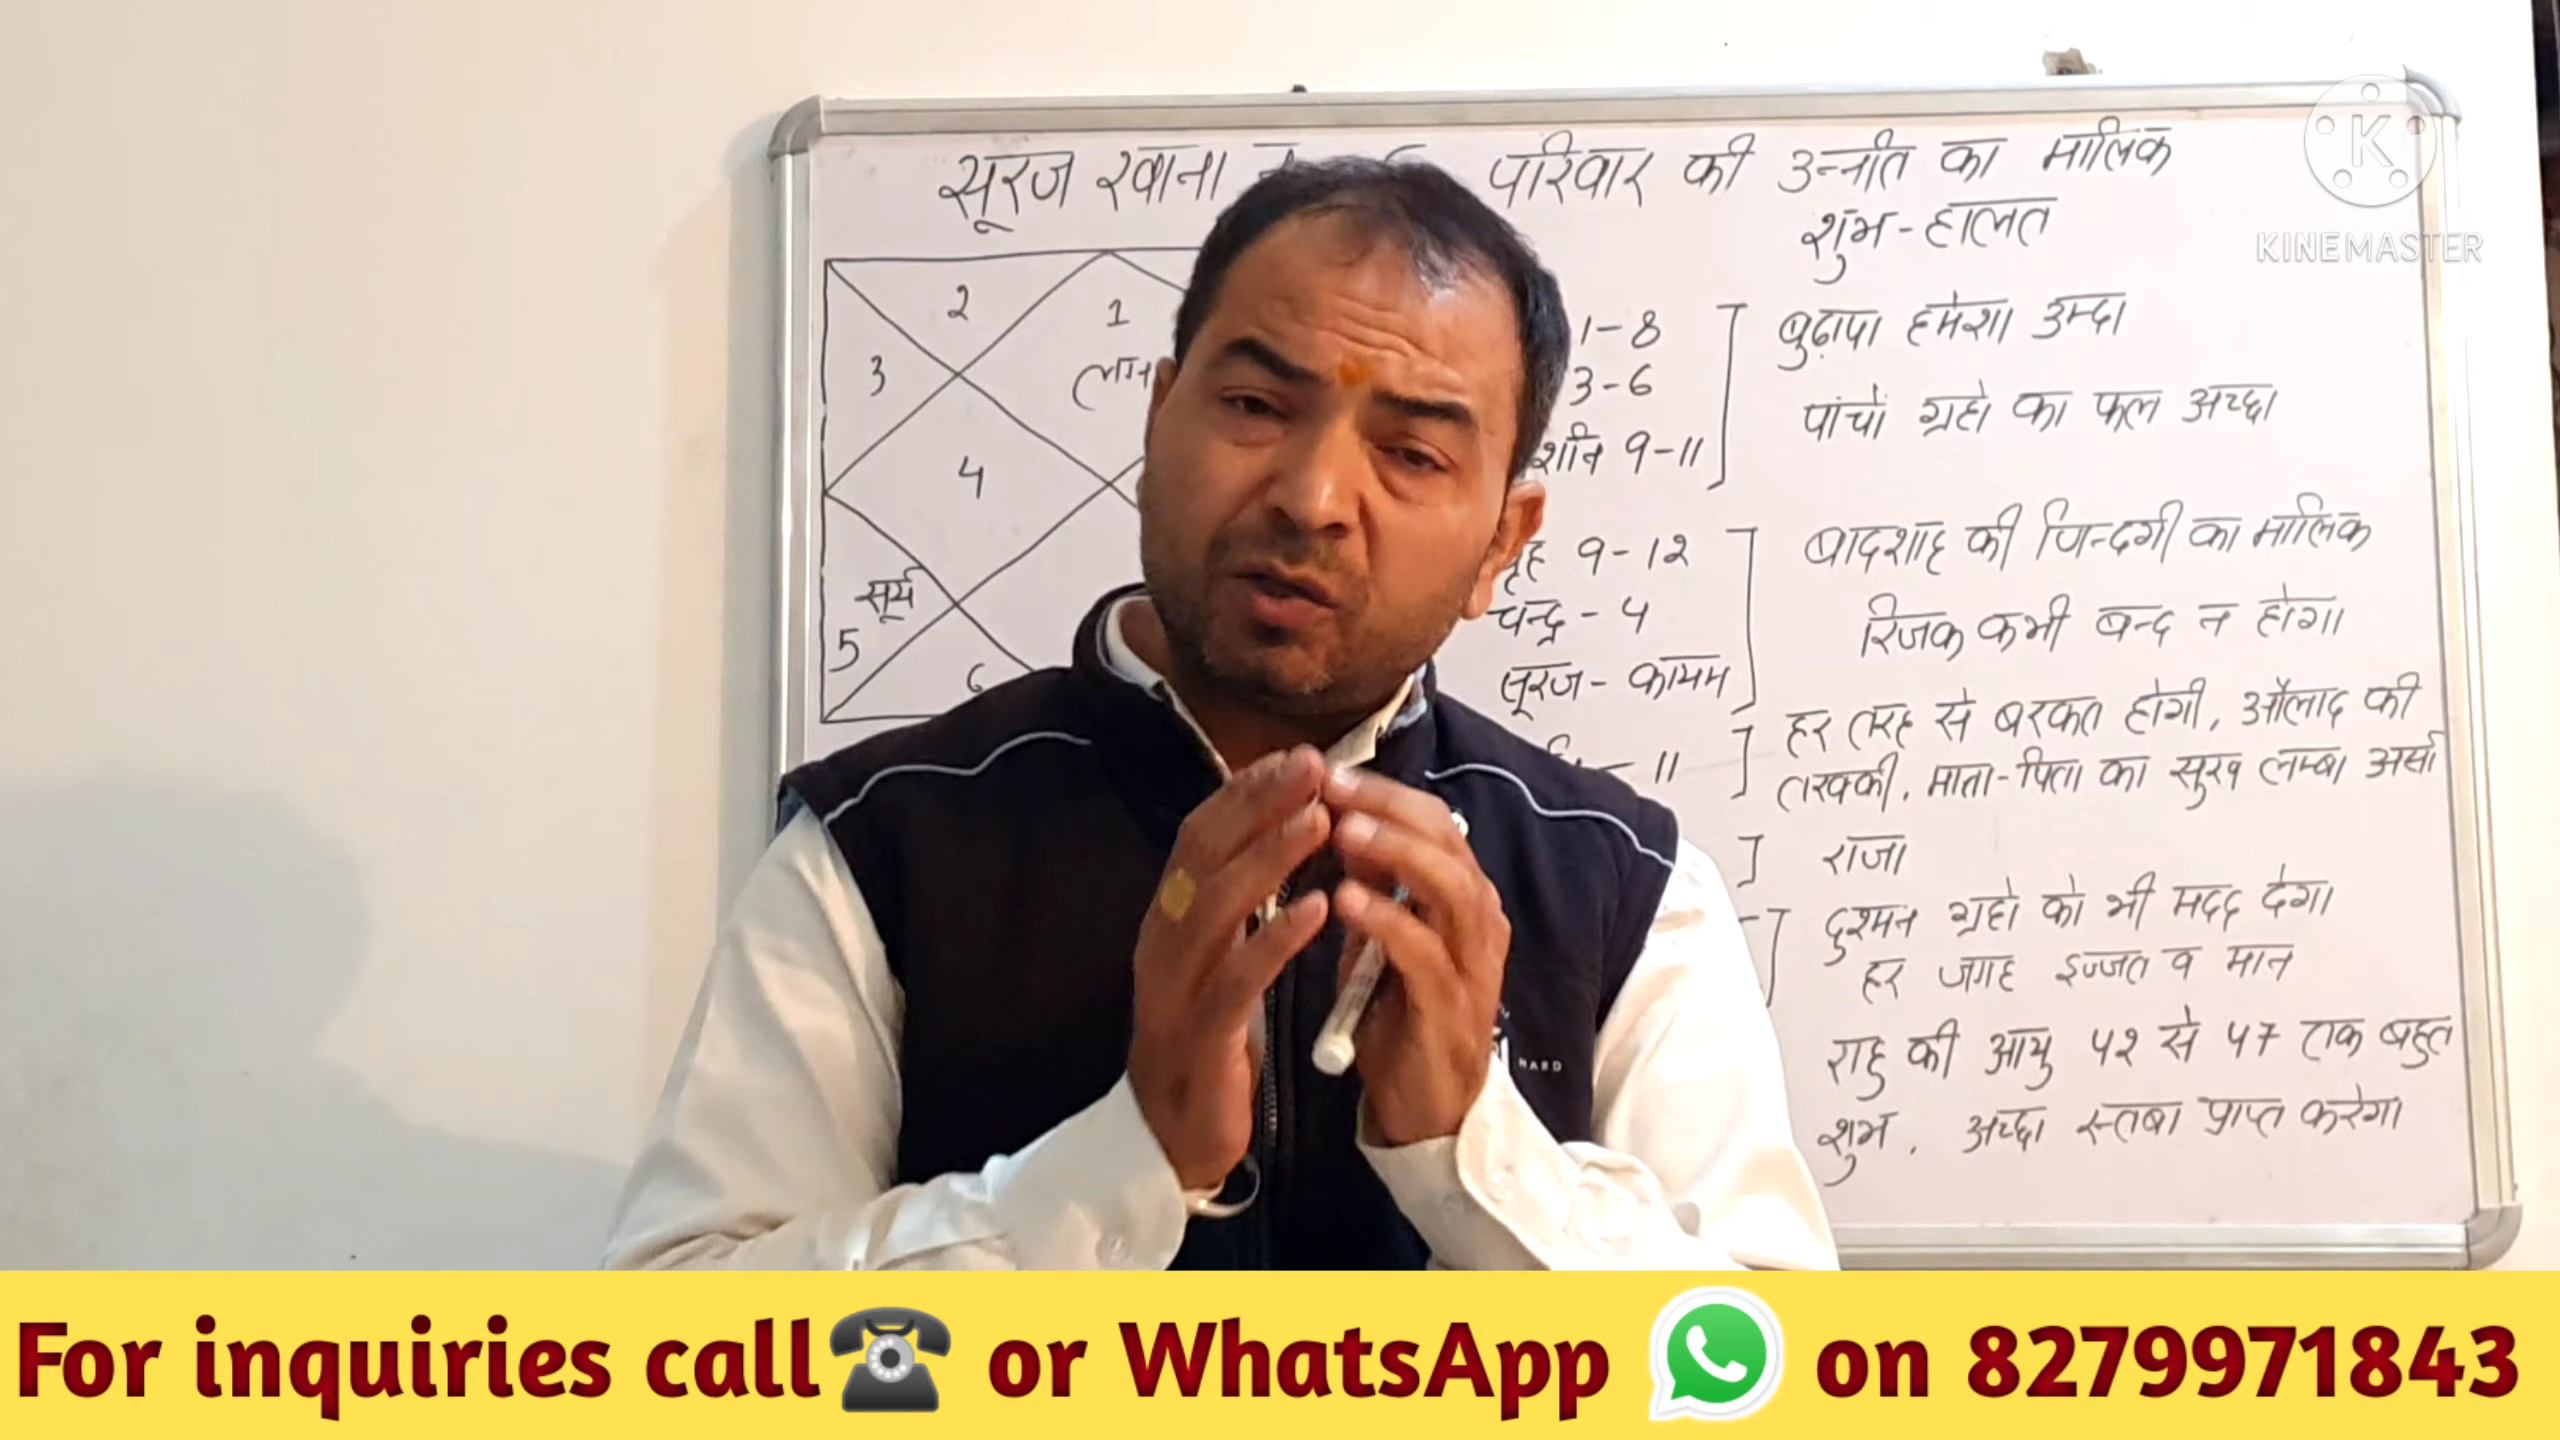 सूरज खाना
परिवार की उन्नति का मालिक
शुभ-हालत
2
1
3
4
सूर्य
5
1-8
3-6
शनि 9-11
बुढ़ापा हमेशा उम्दा
पांचो ग्रहो का फल अच्छा
9-12
चन्द्र - 4
सूरज - कायम
बादशाह की जिन्दगी का मालिक
रिजक कभी बन्द न होगा
- 11
हर तरह से बरकत होगी, औलाद की
तरक्की, माता-पिता का सुख लम्बा अर्सा
राजा
दुश्मन ग्रहो को भी मदद देगा
हर जगह इज्जत व मान
राहु की आयु 42 से 47 तक बहुत
शुभ, अच्छा रुतबा प्राप्त करेगा
K
KINEMASTER
HARD
For inquiries call or WhatsApp on 8279971843